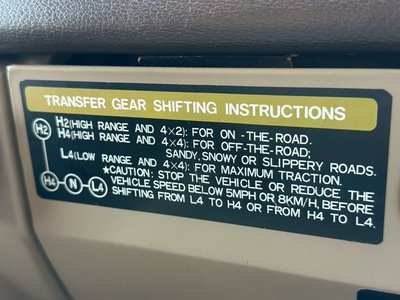 TRANSFER GEAR SHIFTING INSTRUCTIONS
H2(HIGH RANGE AND 4×2): FOR ON -THE-ROAD.
H4(HIGH RANGE AND 4×4): FOR OFF-THE-ROAD.
SANDY, SNOWY OR SLIPPERY ROADS.
L4(LOW RANGE AND 4×4): FOR MAXIMUM TRACTION.
★CAUTION: STOP THE VEHICLE OR REDUCE THE
VEHICLE SPEED BELOW 5MPH OR 8KM/H, BEFORE
SHIFTING FROM L4 TO H4 OR FROM H4 TO L4.
H2
H4 N L4